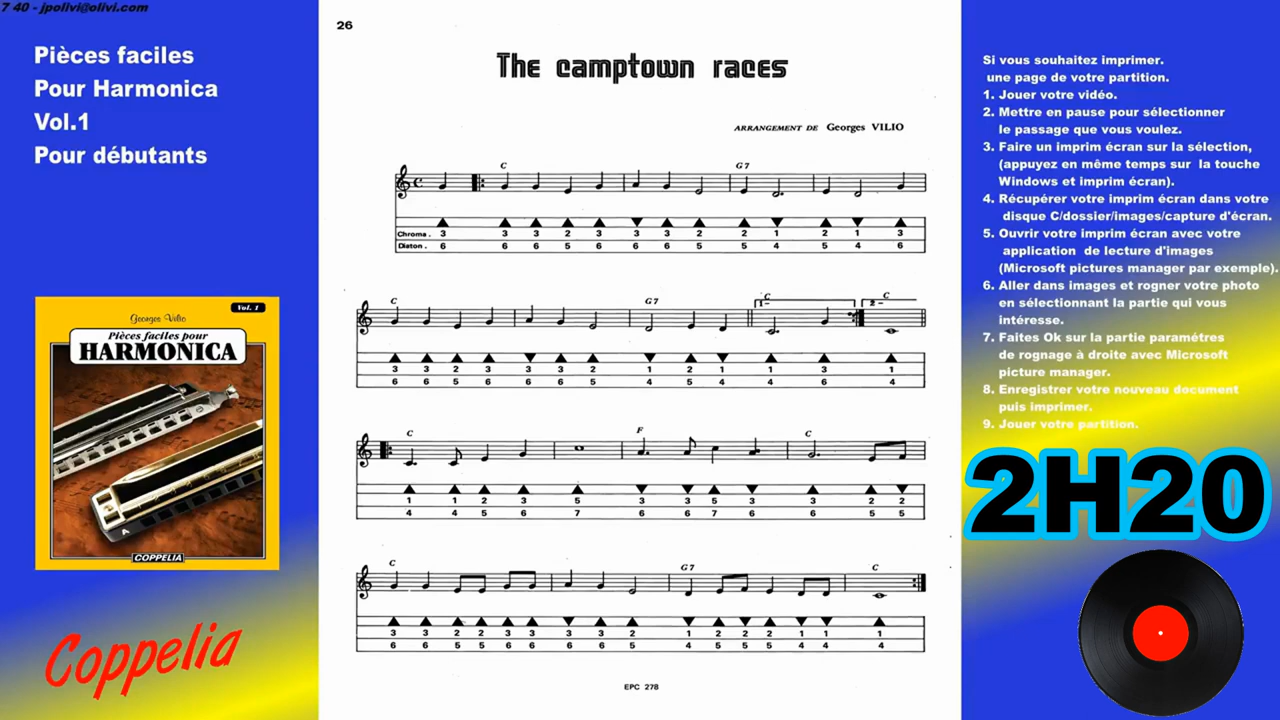 7 40 - jpolivi@olivi.com
Pièces faciles
Pour Harmonica
Vol.1
Pour débutants
Vol. 1
Georges Vilio
Pièces faciles pour
HARMONICA
A
COPPELIA
Coppelia
26
The camptown races
ARRANGEMENT DE Georges VILIO
C G7
Chroma. 3 3 3 2 3 3 3 2 2 1 2 1 3
Diaton. 6 6 6 5 6 6 6 5 5 4 5 4 6
C G7 1- C 2- C
3 3 2 3 3 3 2 1 2 1 1 3 1
6 6 5 6 6 6 5 4 5 4 4 6 4
C F C
1 1 2 3 5 3 3 5 3 3 2 2
4 4 5 6 7 6 6 7 6 6 5 5
C G7 C
3 3 2 2 3 3 3 3 2 1 2 2 2 1 1 1
6 6 5 5 6 6 6 6 5 4 5 5 5 4 4 4
EPC 278
Si vous souhaitez imprimer.
une page de votre partition.
1. Jouer votre vidéo.
2. Mettre en pause pour sélectionner
le passage que vous voulez.
3. Faire un imprim écran sur la sélection,
(appuyez en même temps sur la touche
Windows et imprim écran).
4. Récupérer votre imprim écran dans votre
disque C/dossier/images/capture d'écran.
5. Ouvrir votre imprim écran avec votre
application de lecture d'images
(Microsoft pictures manager par exemple).
6. Aller dans images et rogner votre photo
en sélectionnant la partie qui vous
intéresse.
7. Faites Ok sur la partie paramétres
de rognage à droite avec Microsoft
picture manager.
8. Enregistrer votre nouveau document
puis imprimer.
9. Jouer votre partition.
2H20